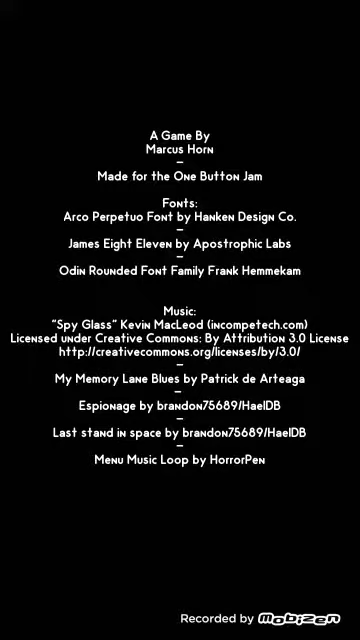 A Game By
Marcus Horn
–
Made for the One Button Jam
Fonts:
Arco Perpetuo Font by Hanken Design Co.
–
James Eight Eleven by Apostrophic Labs
–
Odin Rounded Font Family Frank Hemmekam
Music:
"Spy Glass" Kevin MacLeod (incompetech.com)
Licensed under Creative Commons: By Attribution 3.0 License
http://creativecommons.org/licenses/by/3.0/
–
My Memory Lane Blues by Patrick de Arteaga
–
Espionage by brandon75689/HaelDB
–
Last stand in space by brandon75689/HaelDB
–
Menu Music Loop by HorrorPen
Recorded by Mobizen